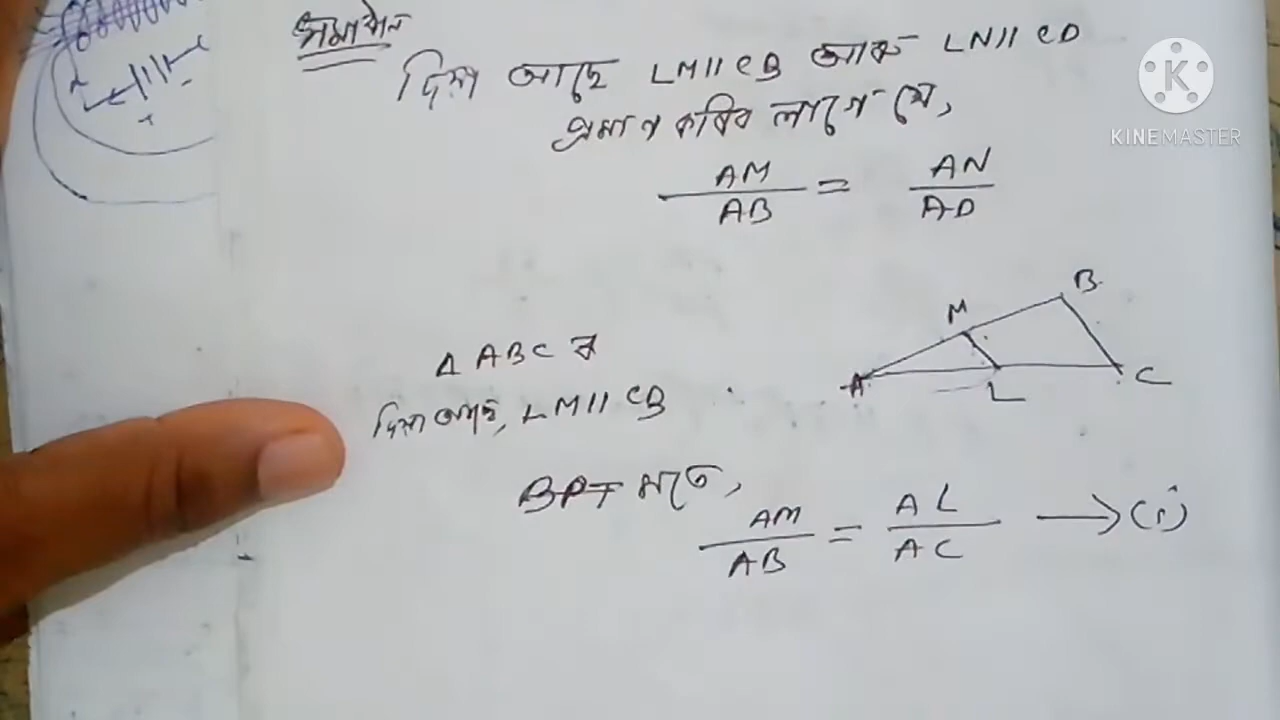 সমাধান
দিয়া আছে LM || CB আৰু LN || CD
প্ৰমাণ কৰিব লাগে যে,
AM/AB = AN/AD
Δ ABC ৰ
দিয়া আছে, LM || CB
A M B L C
BPT মতে,
AM/AB = AL/AC → (i)
KINEMASTER